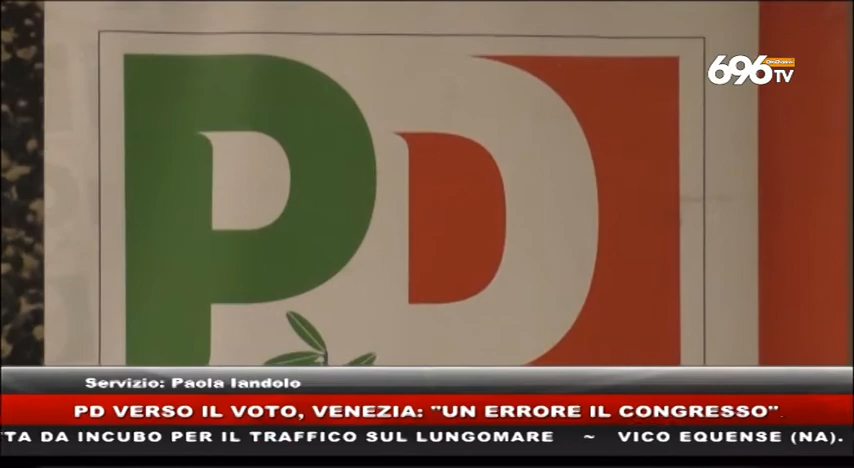 PD
696
TV
Servizio: Paola Iandolo
PD VERSO IL VOTO, VENEZIA: "UN ERRORE IL CONGRESSO".
TA DA INCUBO PER IL TRAFFICO SUL LUNGOMARE ~ VICO EQUENSE (NA).